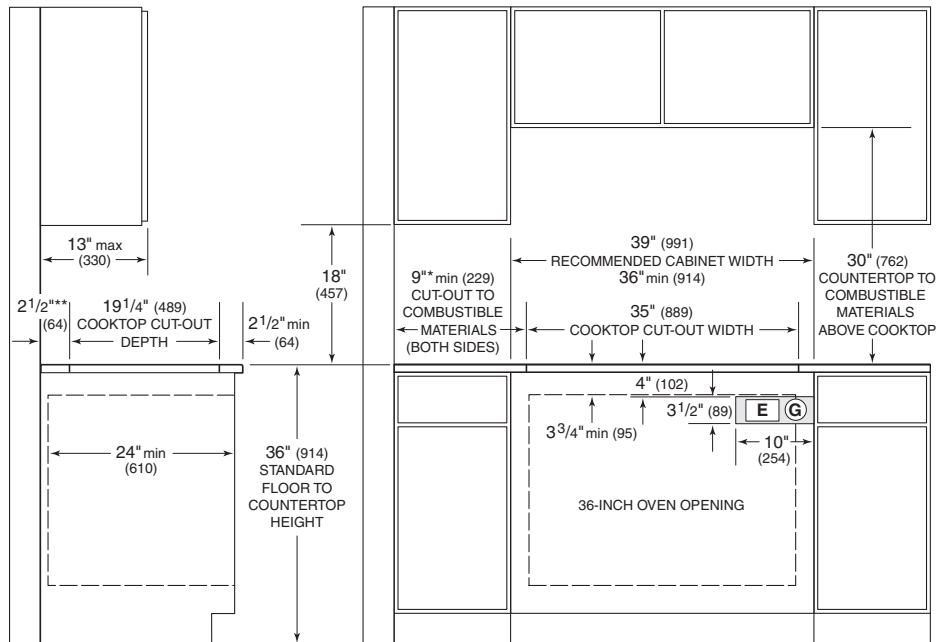 13" max
(330)
18"
(457)
2 1/2"**
(64)
19 1/4" (489)
COOKTOP CUT-OUT
DEPTH
2 1/2" min
(64)
9"* min (229)
CUT-OUT TO
COMBUSTIBLE
MATERIALS
(BOTH SIDES)
39" (991)
RECOMMENDED CABINET WIDTH
36" min (914)
35" (889)
COOKTOP CUT-OUT WIDTH
30" (762)
COUNTERTOP TO
COMBUSTIBLE
MATERIALS
ABOVE COOKTOP
24" min
(610)
36" (914)
STANDARD
FLOOR TO
COUNTERTOP
HEIGHT
4" (102)
3 1/2" (89)
E G
3 3/4" min (95)
10"
(254)
36-INCH OVEN OPENING